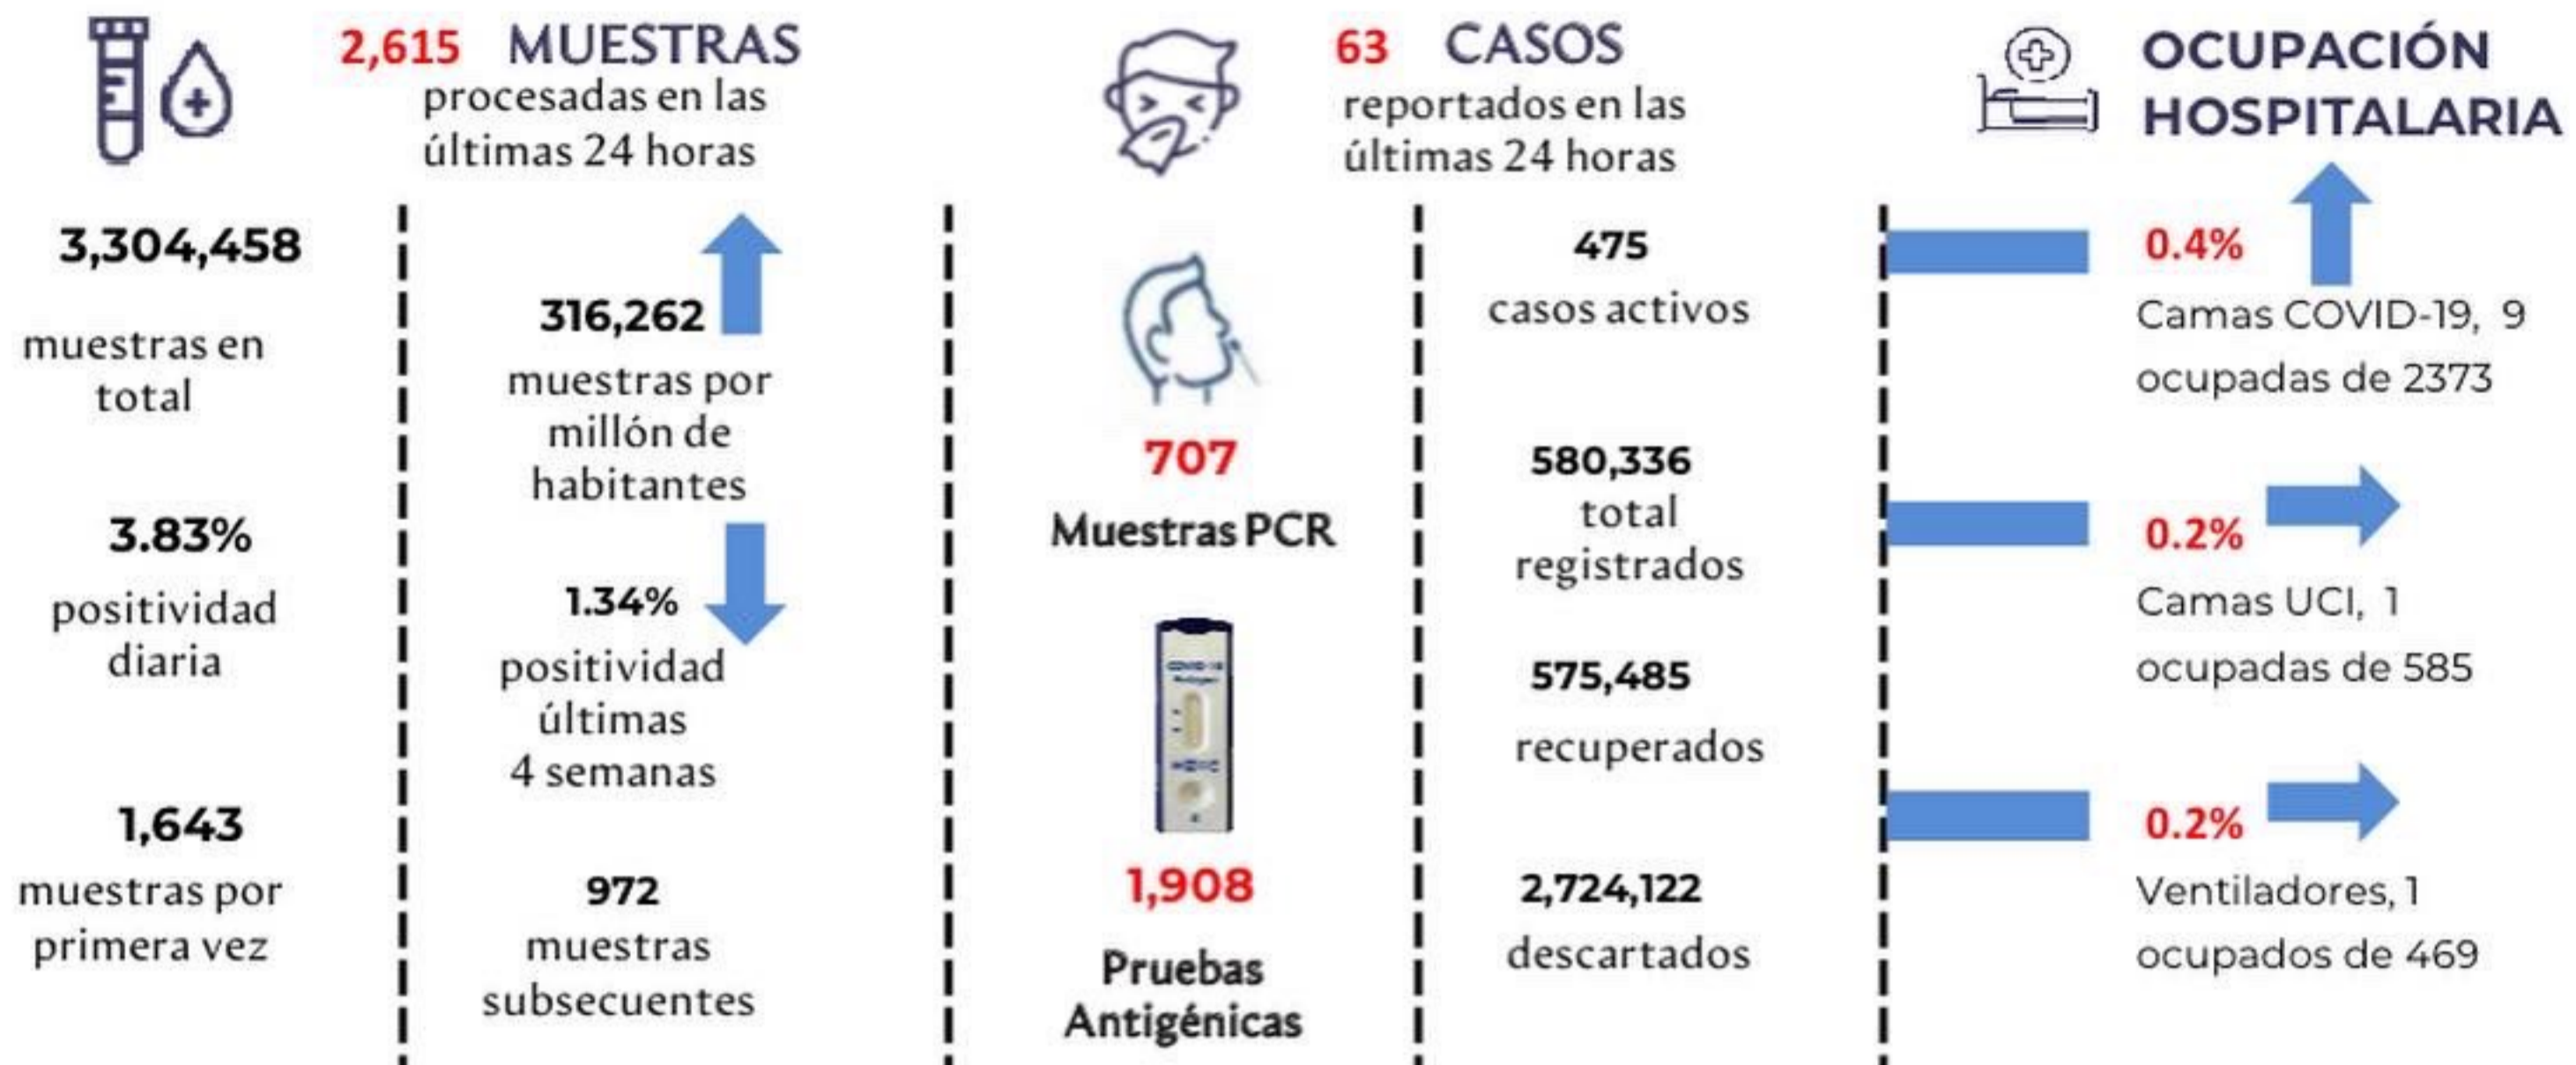 2,615 MUESTRAS
procesadas en las
últimas 24 horas
3,304,458
muestras en
total
3.83%
positividad
diaria
1,643
muestras por
primera vez
316,262
muestras por
millón de
habitantes
1.34%
positividad
últimas
4 semanas
972
muestras
subsecuentes
63 CASOS
reportados en las
últimas 24 horas
707
Muestras PCR
COVID-19
1,908
Pruebas
Antigénicas
475
casos activos
580,336
total
registrados
575,485
recuperados
2,724,122
descartados
OCUPACIÓN
HOSPITALARIA
0.4%
Camas COVID-19, 9
ocupadas de 2373
0.2%
Camas UCI, 1
ocupadas de 585
0.2%
Ventiladores, 1
ocupados de 469